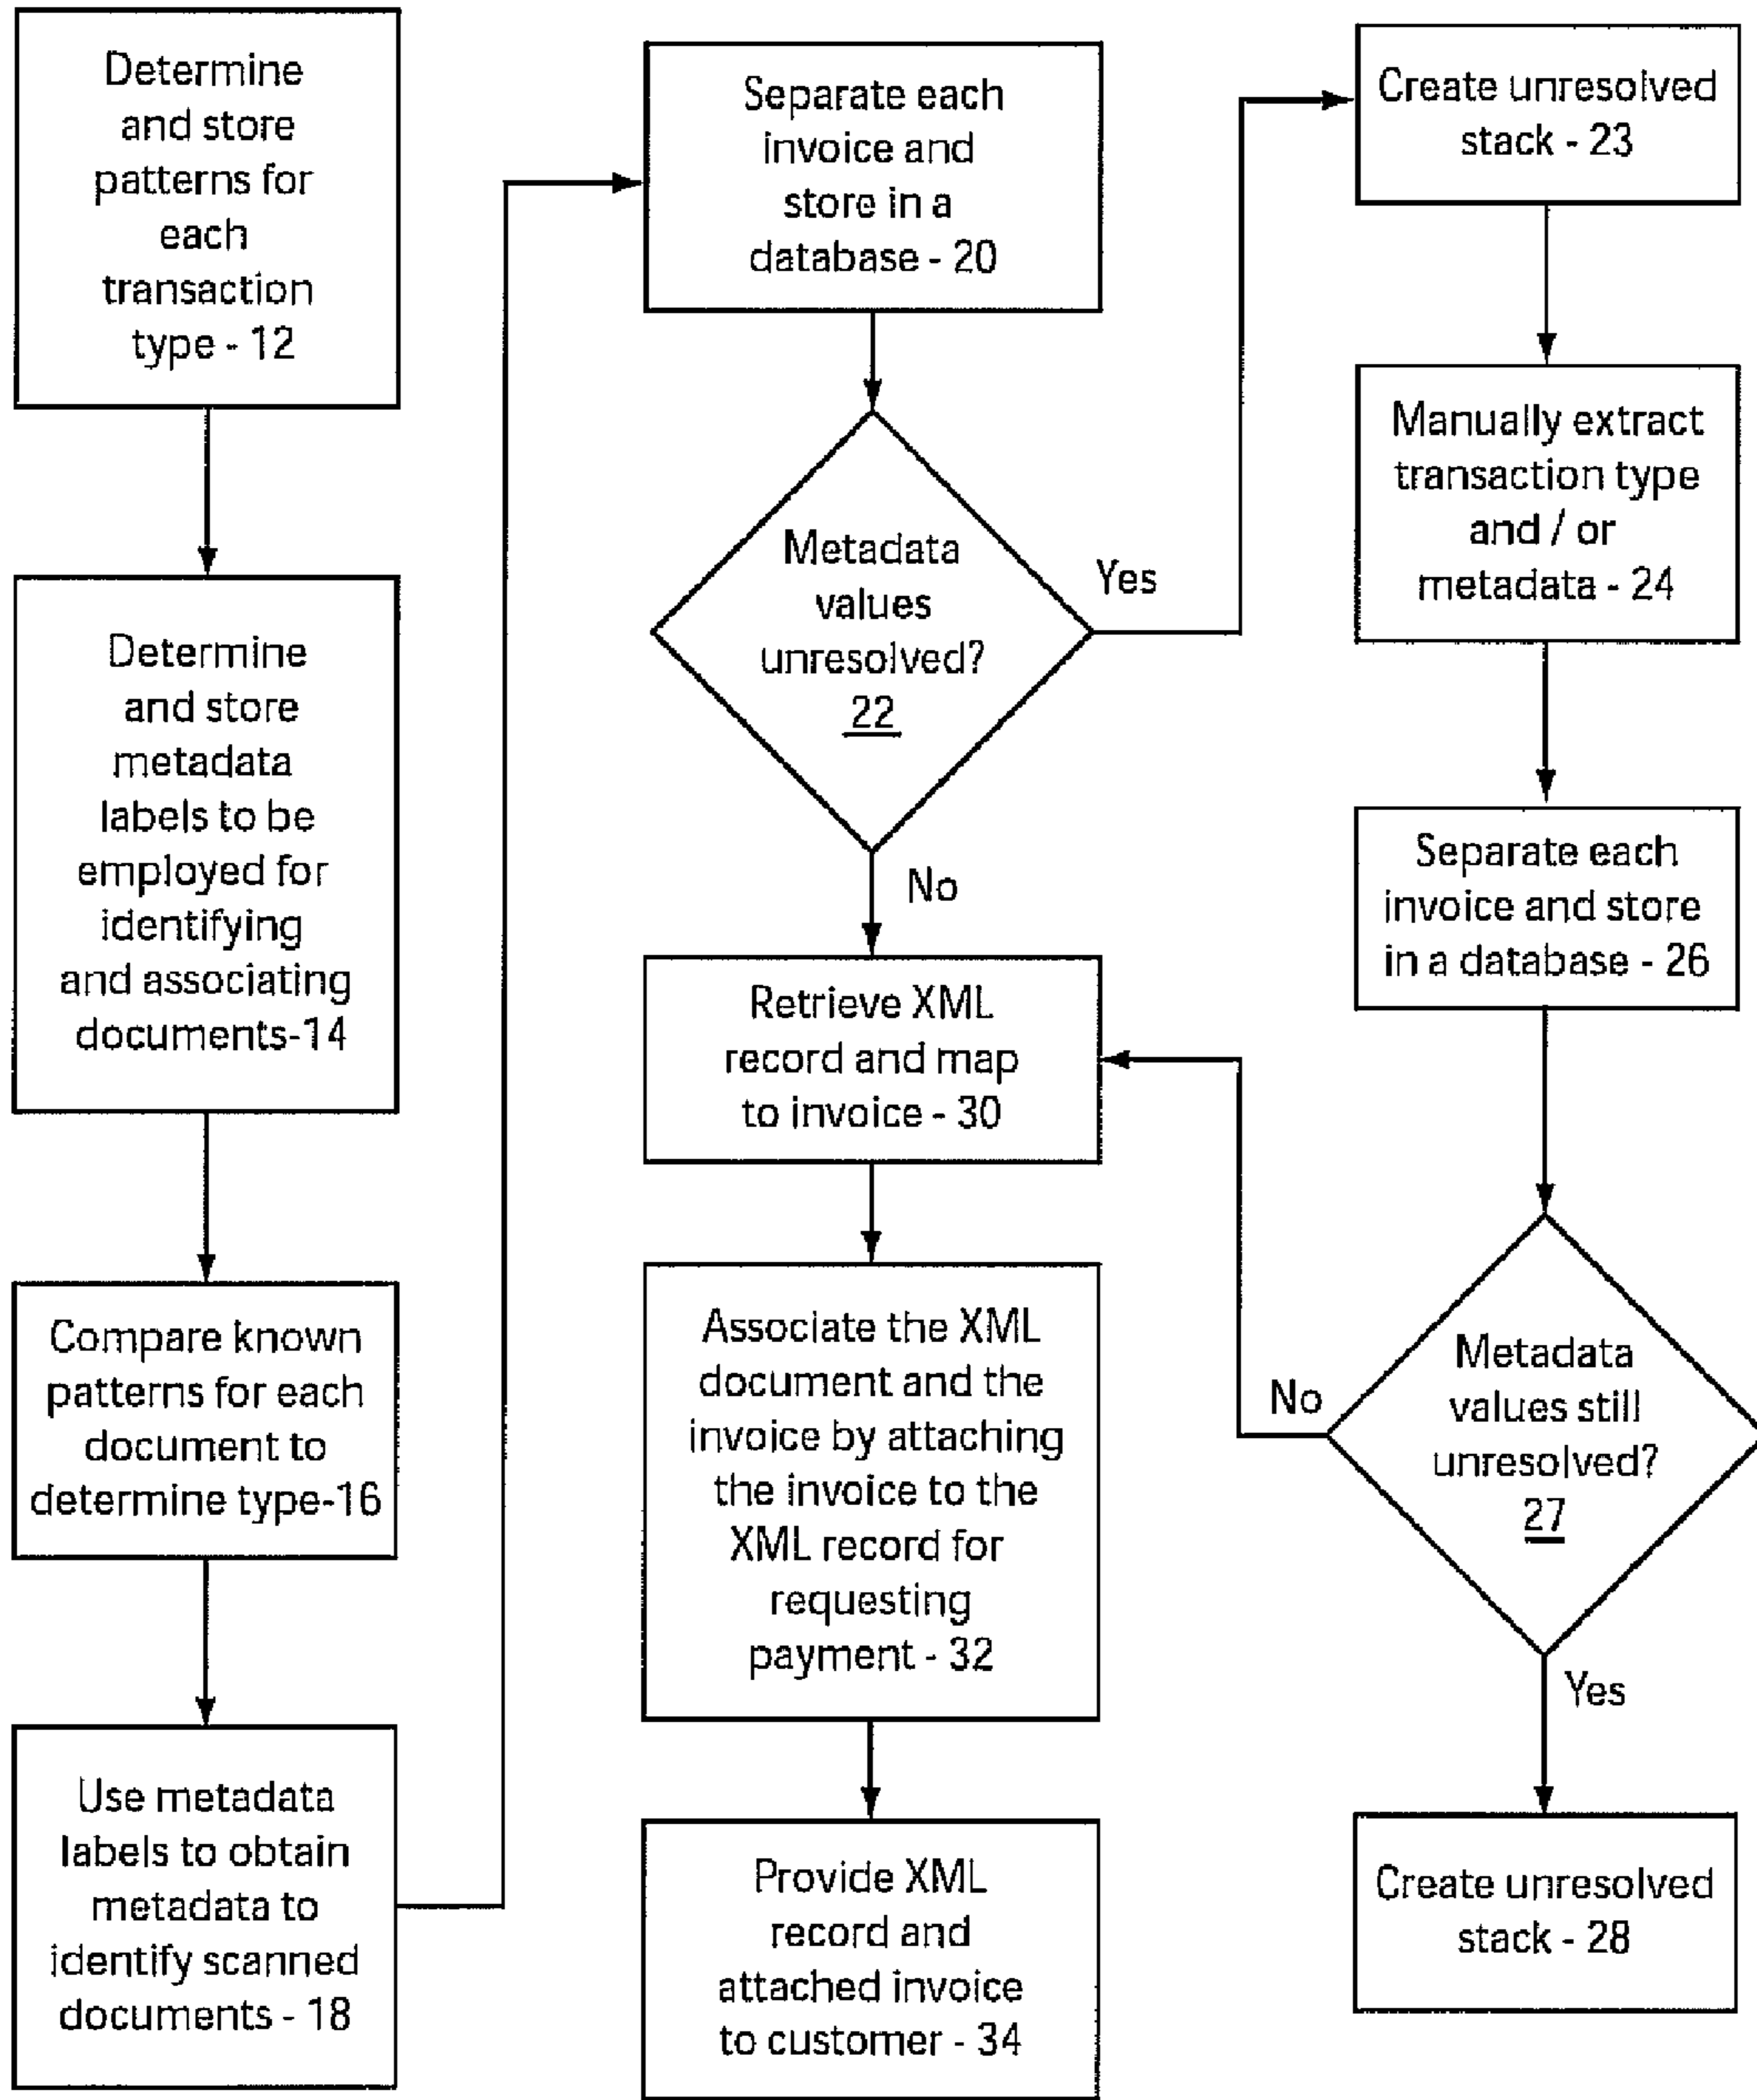 Determine
and store
patterns for
each
transaction
type - 12
Determine
and store
metadata
labels to be
employed for
identifying
and associating
documents-14
Compare known
patterns for each
document to
determine type-16
Use metadata
labels to obtain
metadata to
identify scanned
documents - 18
Separate each
invoice and
store in a
database - 20
Metadata
values
unresolved?
22
Yes
No
Retrieve XML
record and map
to invoice - 30
Associate the XML
document and the
invoice by attaching
the invoice to the
XML record for
requesting
payment - 32
Provide XML
record and
attached invoice
to customer - 34
Create unresolved
stack - 23
Manually extract
transaction type
and / or
metadata - 24
Separate each
invoice and store
in a database - 26
Metadata
values still
unresolved?
27
No
Yes
Create unresolved
stack - 28